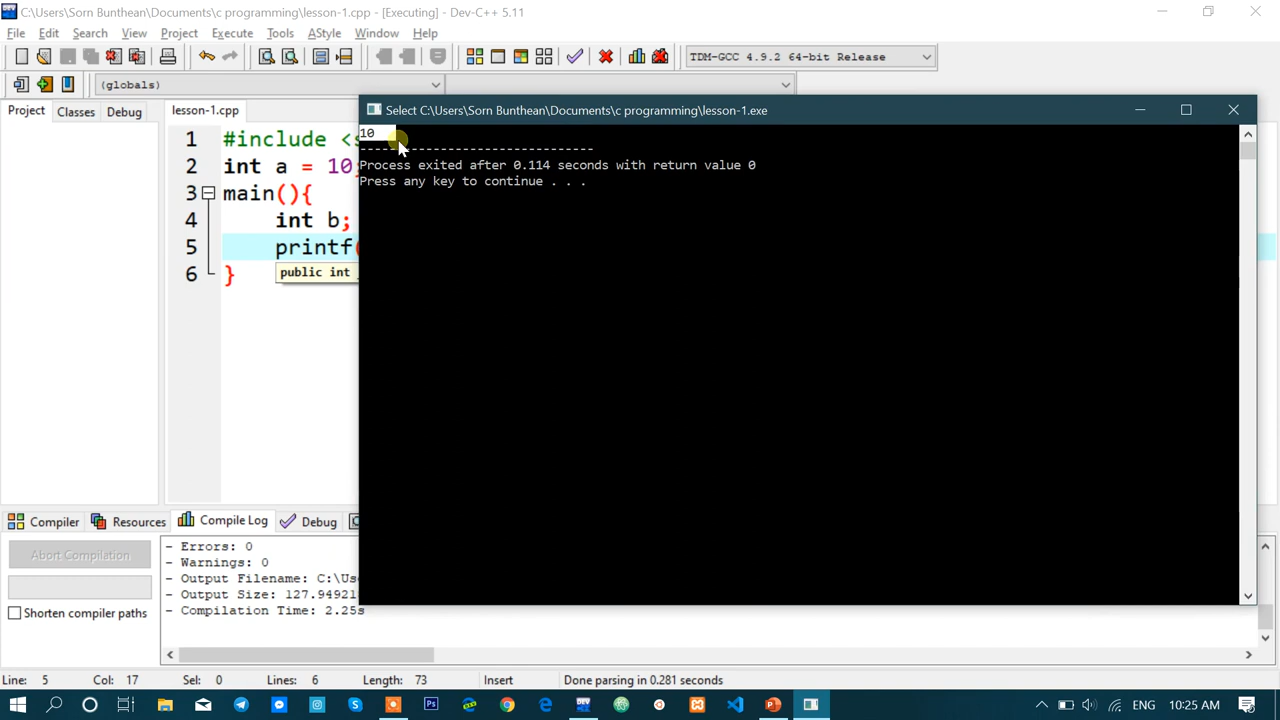 C:\Users\Sorn Bunthean\Documents\c programming\lesson-1.cpp - [Executing] - Dev-C++ 5.11
File Edit Search View Project Execute Tools AStyle Window Help
TDM-GCC 4.9.2 64-bit Release
(globals)
Project Classes Debug
lesson-1.cpp
1 #include <s
2 int a = 10;
3 main(){
4 int b;
5 printf(
public int
6 }
Select C:\Users\Sorn Bunthean\Documents\c programming\lesson-1.exe
10
--------------------------------
Process exited after 0.114 seconds with return value 0
Press any key to continue . . .
Compiler Resources Compile Log Debug
Abort Compilation
Shorten compiler paths
- Errors: 0
- Warnings: 0
- Output Filename: C:\Use
- Output Size: 127.94921
- Compilation Time: 2.25s
Line: 5 Col: 17 Sel: 0 Lines: 6 Length: 73 Insert Done parsing in 0.281 seconds
ENG 10:25 AM